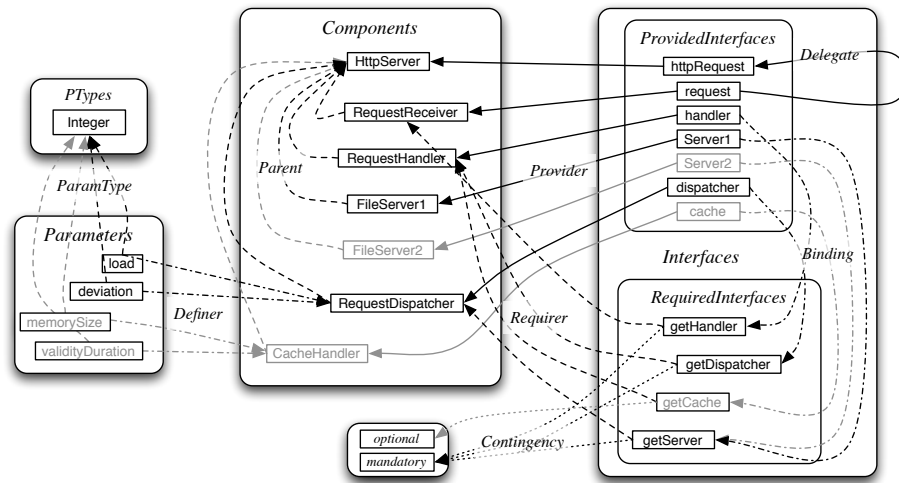 Components
HttpServer
RequestReceiver
RequestHandler
FileServer1
FileServer2
RequestDispatcher
CacheHandler
Parent
PTypes
Integer
ParamType
Parameters
load
deviation
memorySize
validityDuration
Definer
ProvidedInterfaces
httpRequest
request
handler
Server1
Server2
dispatcher
cache
Delegate
Provider
Binding
Interfaces
RequiredInterfaces
getHandler
getDispatcher
getCache
getServer
Requirer
optional
mandatory
Contingency